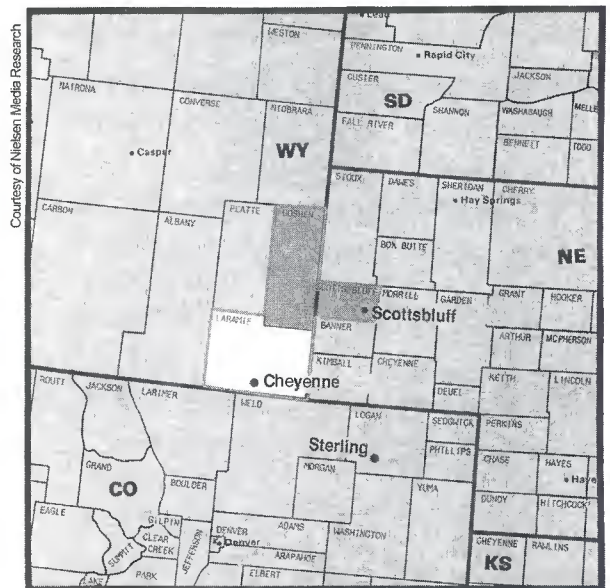 Courtesy of Nielsen Media Research
Lead
WESTON
PENNINGTON
Rapid City
CUSTER
JACKSON
NATRONA
CONVERSE
NIOBRARA
SD
SHANNON
WASHABAUGH
MELLE
FALL RIVER
BENNETT
TODD
WY
Casper
SIOUX
DAWES
SHERIDAN
CHERRY
Hay Springs
CARBON
ALBANY
PLATTE
GOSHEN
BOX BUTTE
NE
SCOTTSBLUFF
MORRILL
GARDEN
GRANT
HOOKER
Scottsbluff
LARAMIE
BANNER
ARTHUR
MCPHERSON
KIMBALL
CHEYENNE
KEITH
LINCOLN
Cheyenne
DEUEL
ROUTT
JACKSON
LARIMER
WELD
LOGAN
SEDGWICK
PERKINS
Sterling
PHILLIPS
GRAND
MORGAN
CHASE
HAYES
Haye
CO
BOULDER
YUMA
DUNDY
HITCHCOCK
EAGLE
GILPIN
CLEAR
CREEK
DENVER
ADAMS
WASHINGTON
SUMMIT
JEFFERSON
Denver
ARAPAHOE
CHEYENNE
RAWLINS
KS
LAKE
PARK
ELBERT